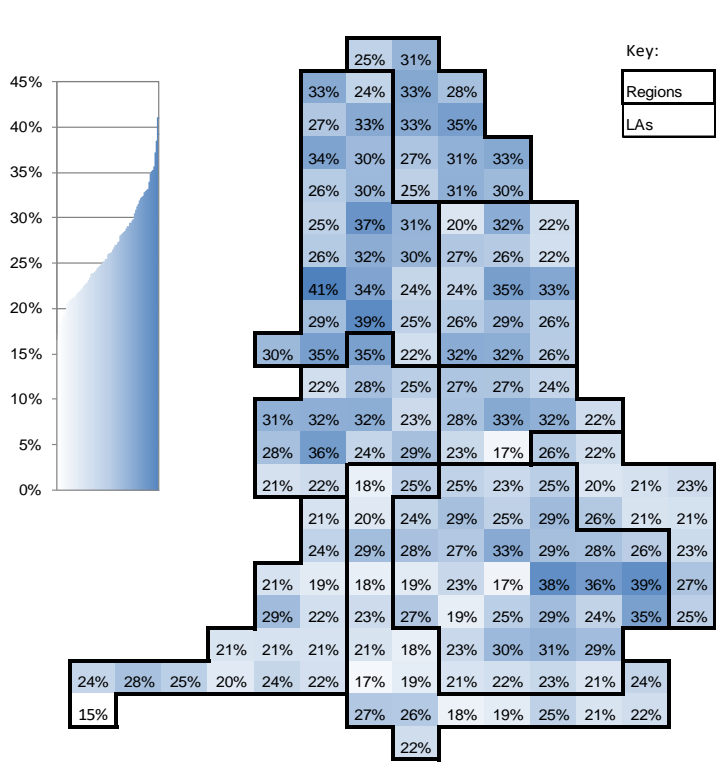 25% 31%
Key:
33% 24% 33% 28%
Regions
45%
40%
27% 33% 33% 35%
LAs
34% 30% 27% 31% 33%
35%
26% 30% 25% 31% 30%
30%
25% 37% 31% 20% 32% 22%
25%
26% 32% 30% 27% 26% 22%
41% 34% 24% 24% 35% 33%
20%
29% 39% 25% 26% 29% 26%
15%
30% 35% 35% 22% 32% 32% 26%
22% 28% 25% 27% 27% 24%
10%
31% 32% 32% 23% 28% 33% 32% 22%
5%
28% 36% 24% 29% 23% 17% 26% 22%
0%
21% 22% 18% 25% 25% 23% 25% 20% 21% 23%
21% 20% 24% 29% 25% 29% 26% 21% 21%
24% 29% 28% 27% 33% 29% 28% 26% 23%
21% 19% 18% 19% 23% 17% 38% 36% 39% 27%
29% 22% 23% 27% 19% 25% 29% 24% 35% 25%
21% 21% 21% 21% 18% 23% 30% 31% 29%
24% 28% 25% 20% 24% 22% 17% 19% 21% 22% 23% 21% 24%
15% 27% 26% 18% 19% 25% 21% 22%
22%